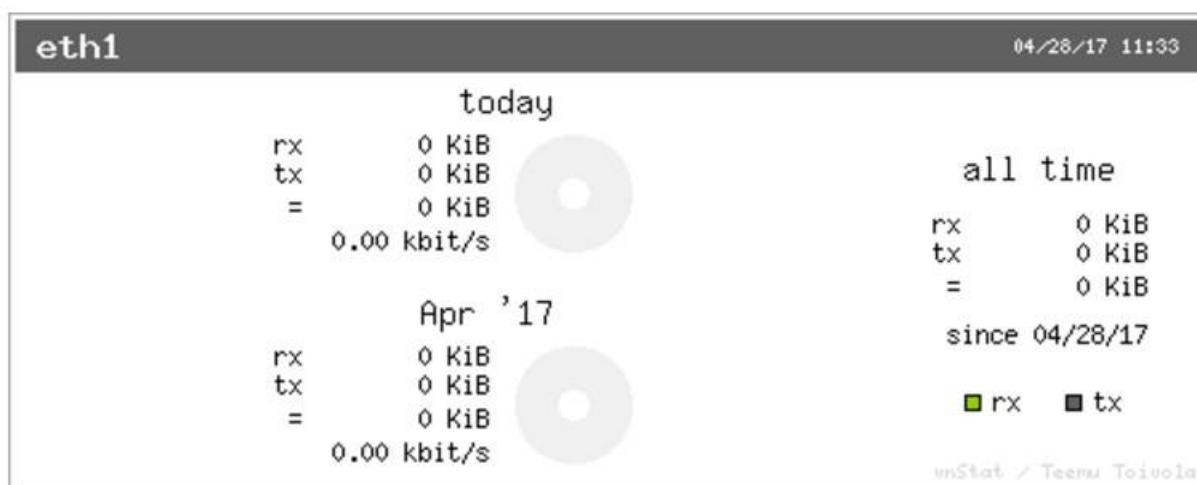 eth1 04/28/17 11:33
today
rx 0 KiB
tx 0 KiB
= 0 KiB
0.00 kbit/s
Apr '17
rx 0 KiB
tx 0 KiB
= 0 KiB
0.00 kbit/s
all time
rx 0 KiB
tx 0 KiB
= 0 KiB
since 04/28/17
rx tx
vnStat / Teemu Toivola